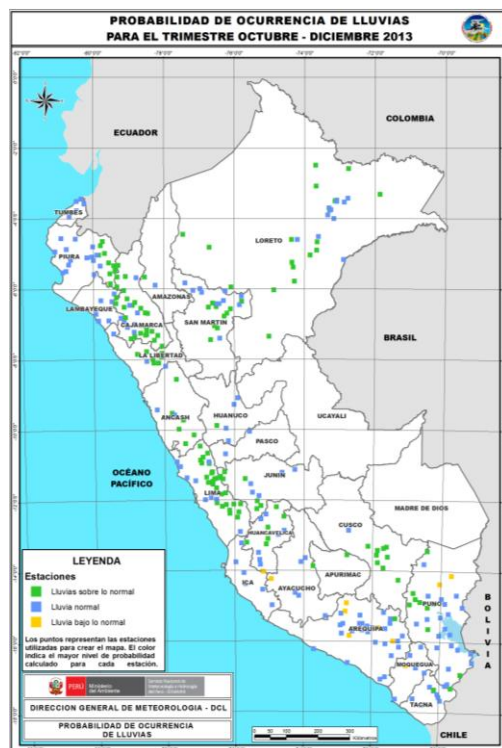 PROBABILIDAD DE OCURRENCIA DE LLUVIAS
PARA EL TRIMESTRE OCTUBRE - DICIEMBRE 2013
ECUADOR
COLOMBIA
TUMBES
LORETO
PIURA
AMAZONAS
LAMBAYEQUE
SAN MARTIN
CAJAMARCA
BRASIL
LA LIBERTAD
ANCASH
HUANUCO
UCAYALI
PASCO
OCÉANO
PACÍFICO
JUNIN
LIMA
MADRE DE DIOS
CUSCO
HUANCAVELICA
LEYENDA
Estaciones
Lluvias sobre lo normal
Lluvia normal
Lluvia bajo lo normal
Los puntos representan las estaciones
utilizadas para crear el mapa. El color
indica el mayor nivel de probabilidad
calculado para cada estación.
ICA
AYACUCHO
APURIMAC
PUNO
BOLIVIA
AREQUIPA
MOQUEGUA
TACNA
CHILE
PERÚ
Ministerio
del Ambiente
DIRECCION GENERAL DE METEOROLOGIA - DCL
PROBABILIDAD DE OCURRENCIA
DE LLUVIAS